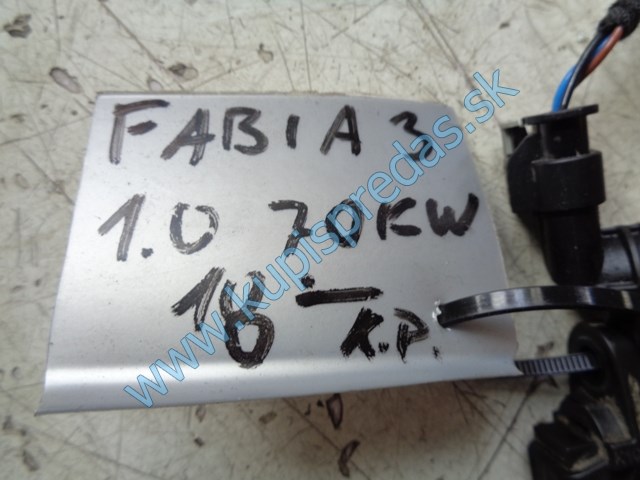 FABIA 3
1.0 70KW
18.–
K.P.
www.kupispredas.sk